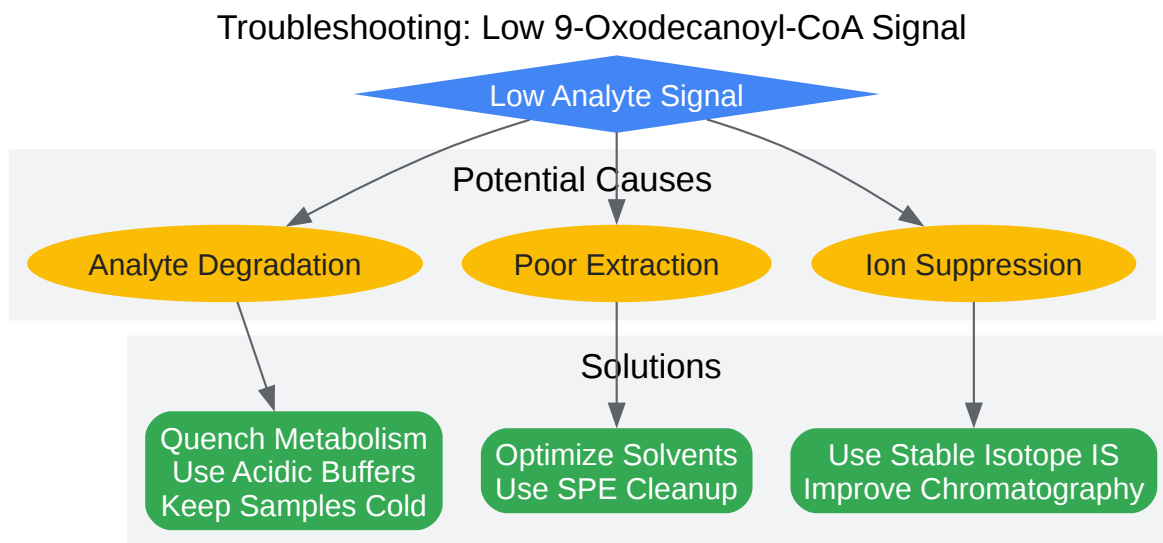 Troubleshooting: Low 9-Oxodecanoyl-CoA Signal
Low Analyte Signal
Potential Causes
Analyte Degradation
Poor Extraction
Ion Suppression
Solutions
Quench Metabolism
Use Acidic Buffers
Keep Samples Cold
Optimize Solvents
Use SPE Cleanup
Use Stable Isotope IS
Improve Chromatography